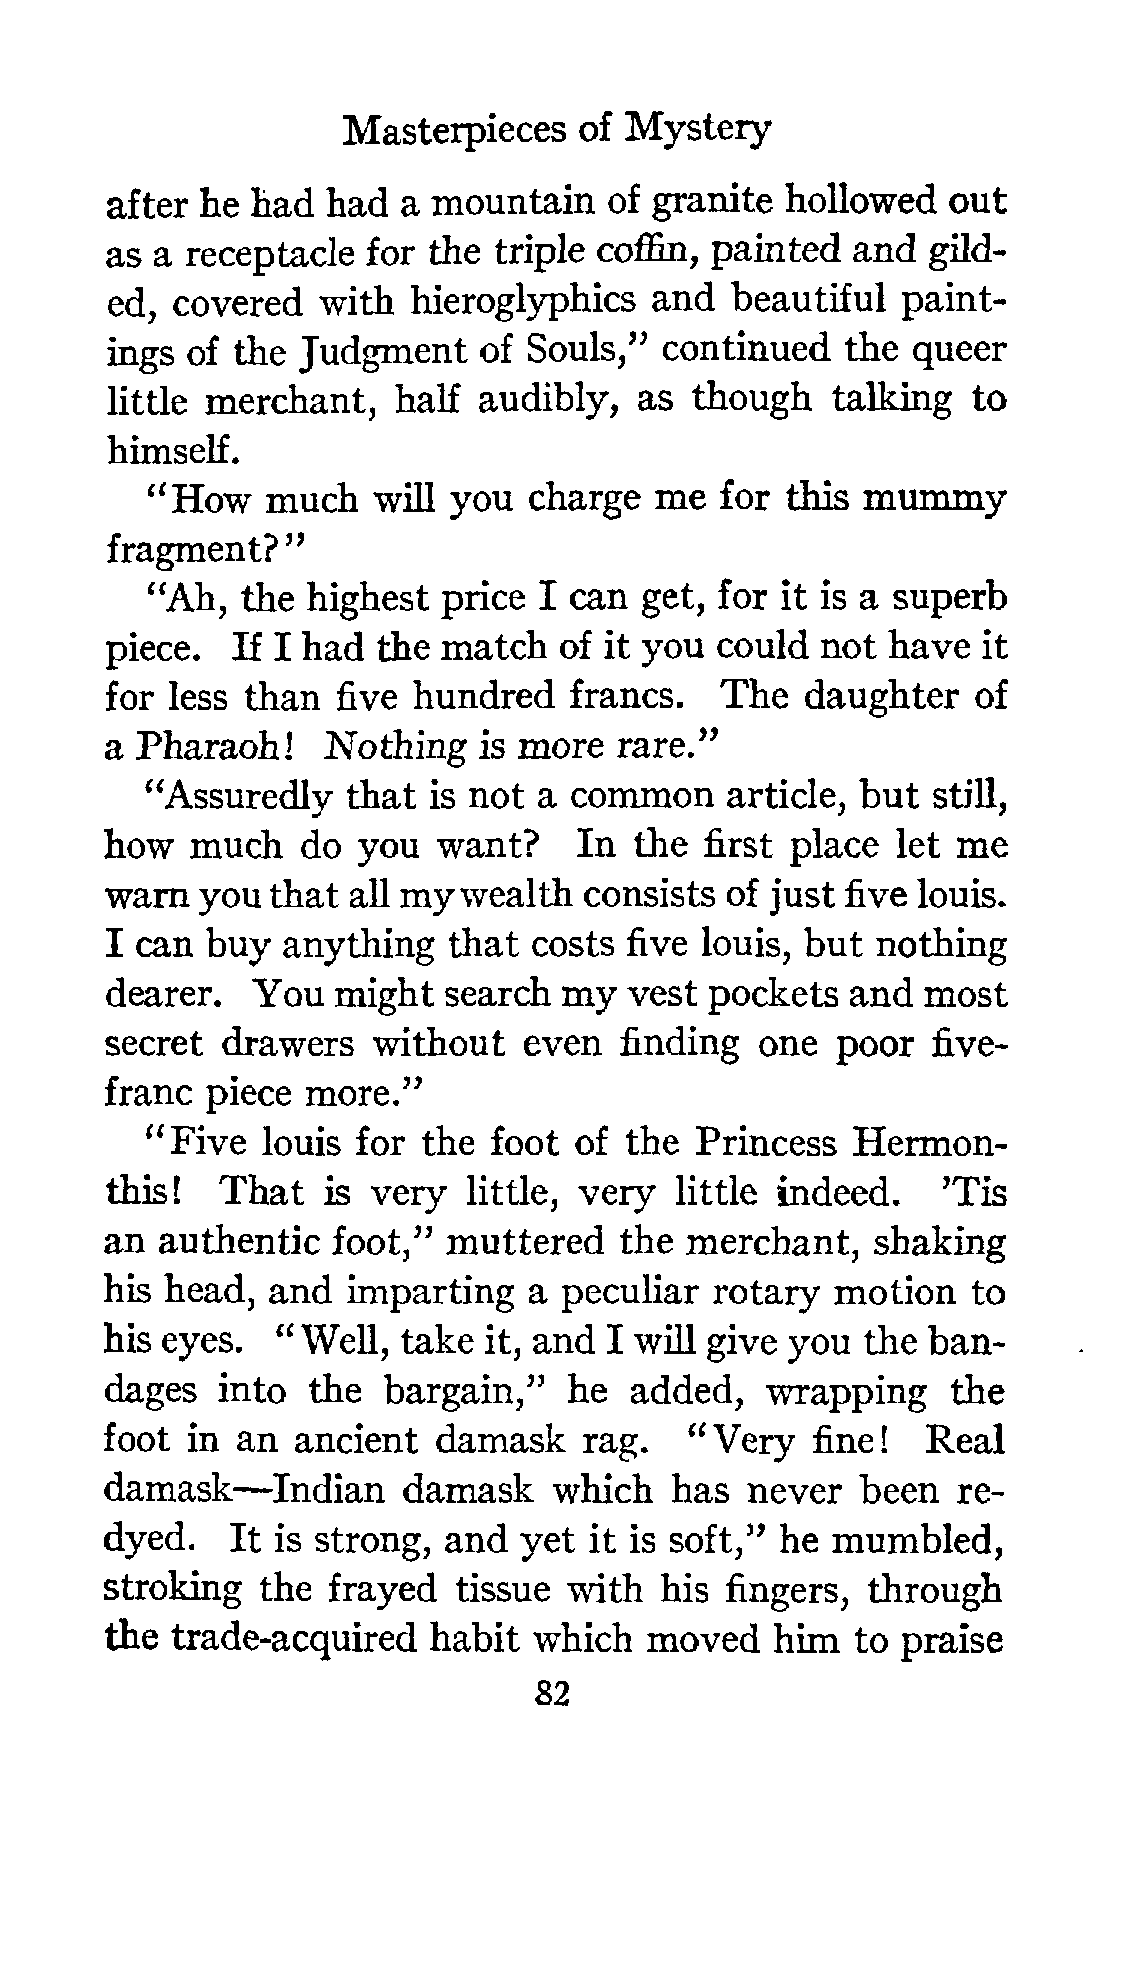 Masterpieces of Mystery
after he had had a mountain of granite hollowed out
as a receptacle for the triple coffin, painted and gild-
ed, covered with hieroglyphics and beautiful paint-
ings of the Judgment of Souls,” continued the queer
little merchant, half audibly, as though talking to
himself.
“How much will you charge me for this mummy
fragment?”
“Ah, the highest price I can get, for it is a superb
piece. If I had the match of it you could not have it
for less than five hundred francs. The daughter of
a Pharaoh! Nothing is more rare.”
“Assuredly that is not a common article, but still,
how much do you want? In the first place let me
warn you that all my wealth consists of just five louis.
I can buy anything that costs five louis, but nothing
dearer. You might search my vest pockets and most
secret drawers without even finding one poor five-
franc piece more.”
“Five louis for the foot of the Princess Hermon-
this! That is very little, very little indeed. ’Tis
an authentic foot,” muttered the merchant, shaking
his head, and imparting a peculiar rotary motion to
his eyes. “Well, take it, and I will give you the ban-
dages into the bargain,” he added, wrapping the
foot in an ancient damask rag. “Very fine! Real
damask—Indian damask which has never been re-
dyed. It is strong, and yet it is soft,” he mumbled,
stroking the frayed tissue with his fingers, through
the trade-acquired habit which moved him to praise
82